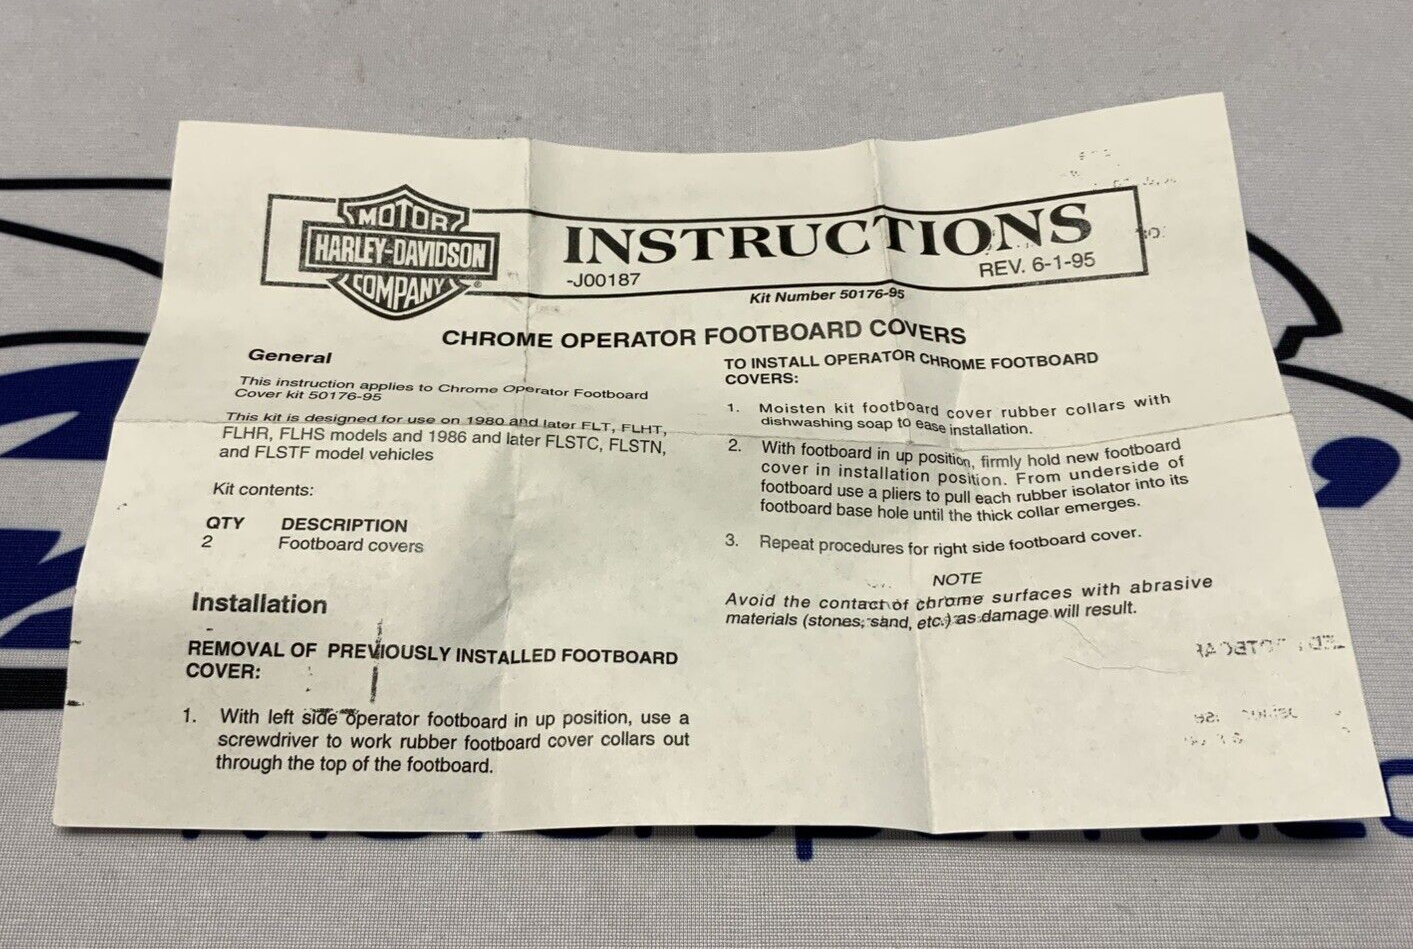 MOTOR
HARLEY-DAVIDSON
COMPANY
®
INSTRUCTIONS
-J00187
REV. 6-1-95
Kit Number 50176-95
CHROME OPERATOR FOOTBOARD COVERS
General
This instruction applies to Chrome Operator Footboard
Cover kit 50176-95
This kit is designed for use on 1980 and later FLT, FLHT,
FLHR, FLHS models and 1986 and later FLSTC, FLSTN,
and FLSTF model vehicles
Kit contents:
QTY DESCRIPTION
2 Footboard covers
Installation
REMOVAL OF PREVIOUSLY INSTALLED FOOTBOARD
COVER:
1. With left side operator footboard in up position, use a
screwdriver to work rubber footboard cover collars out
through the top of the footboard.
TO INSTALL OPERATOR CHROME FOOTBOARD
COVERS:
1. Moisten kit footboard cover rubber collars with
dishwashing soap to ease installation.
2. With footboard in up position, firmly hold new footboard
cover in installation position. From underside of
footboard use a pliers to pull each rubber isolator into its
footboard base hole until the thick collar emerges.
3. Repeat procedures for right side footboard cover.
NOTE
Avoid the contact of chrome surfaces with abrasive
materials (stones, sand, etc.) as damage will result.